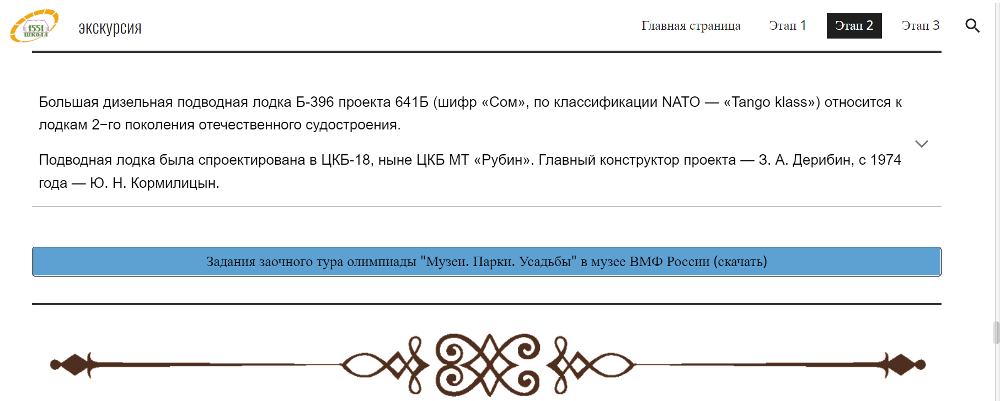 1551
школа
экскурсия
Главная страница
Этап 1
Этап 2
Этап 3
Большая дизельная подводная лодка Б-396 проекта 641Б (шифр «Сом», по классификации NATO — «Tango klass») относится к
лодкам 2−го поколения отечественного судостроения.
Подводная лодка была спроектирована в ЦКБ-18, ныне ЦКБ МТ «Рубин». Главный конструктор проекта — З. А. Дерибин, с 1974
года — Ю. Н. Кормилицын.
Задания заочного тура олимпиады "Музеи. Парки. Усадьбы" в музее ВМФ России (скачать)